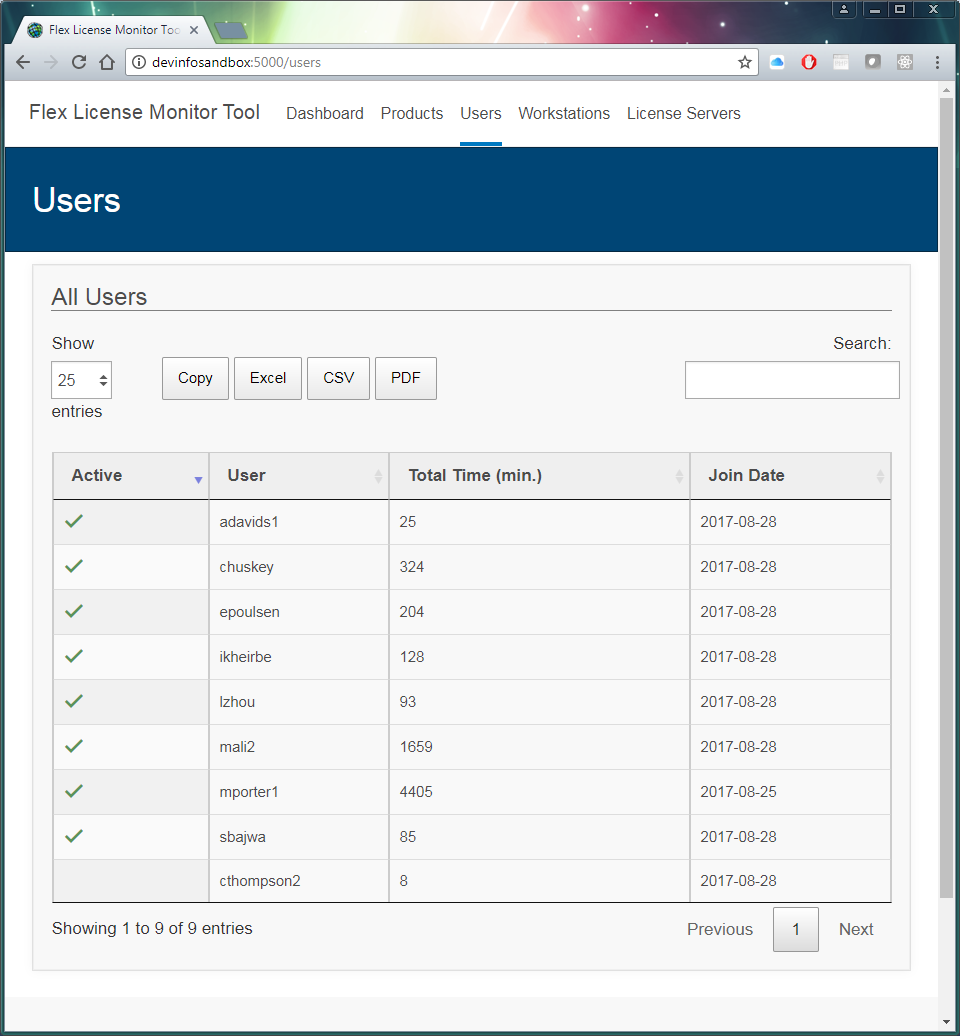 Flex License Monitor Too
devinfosandbox:5000/users
Flex License Monitor Tool Dashboard Products Users Workstations License Servers
Users
All Users
Show Search:
25 Copy Excel CSV PDF
entries
Active User Total Time (min.) Join Date
adavids1 25 2017-08-28
chuskey 324 2017-08-28
epoulsen 204 2017-08-28
ikheirbe 128 2017-08-28
lzhou 93 2017-08-28
mali2 1659 2017-08-28
mporter1 4405 2017-08-25
sbajwa 85 2017-08-28
cthompson2 8 2017-08-28
Showing 1 to 9 of 9 entries Previous 1 Next